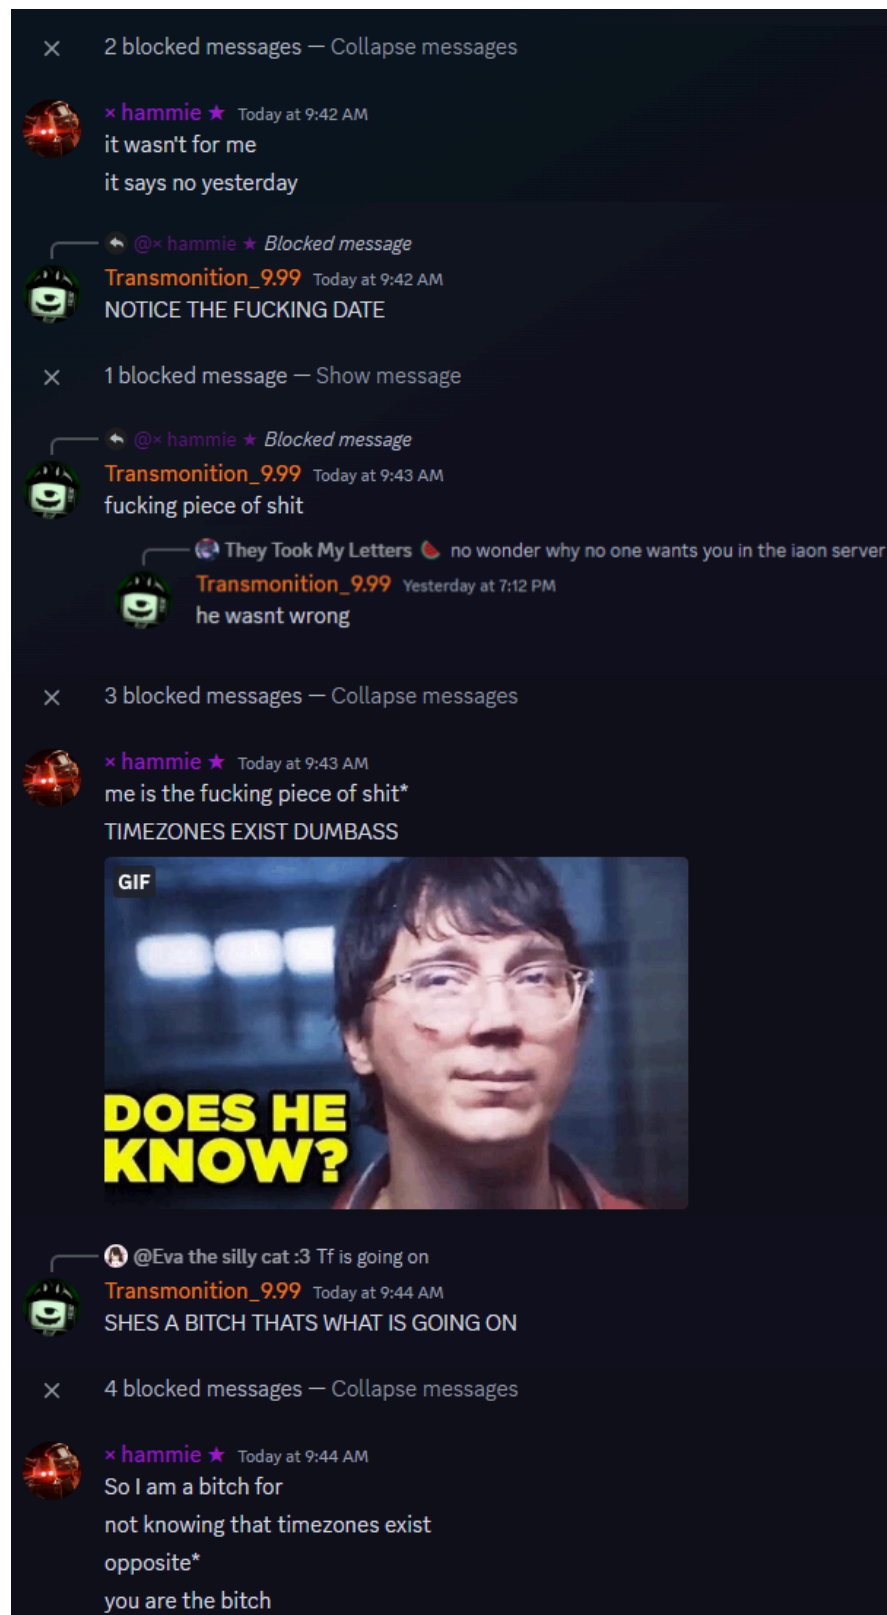 2 blocked messages — Collapse messages
× hammie ★ Today at 9:42 AM
it wasn't for me
it says no yesterday
@× hammie ★ Blocked message
Transmonition_9.99 Today at 9:42 AM
NOTICE THE FUCKING DATE
1 blocked message — Show message
@× hammie ★ Blocked message
Transmonition_9.99 Today at 9:43 AM
fucking piece of shit
They Took My Letters 🍉 no wonder why no one wants you in the iaon server
Transmonition_9.99 Yesterday at 7:12 PM
he wasnt wrong
3 blocked messages — Collapse messages
× hammie ★ Today at 9:43 AM
me is the fucking piece of shit*
TIMEZONES EXIST DUMBASS
GIF
DOES HE
KNOW?
@Eva the silly cat :3 Tf is going on
Transmonition_9.99 Today at 9:44 AM
SHES A BITCH THATS WHAT IS GOING ON
4 blocked messages — Collapse messages
× hammie ★ Today at 9:44 AM
So I am a bitch for
not knowing that timezones exist
opposite*
you are the bitch